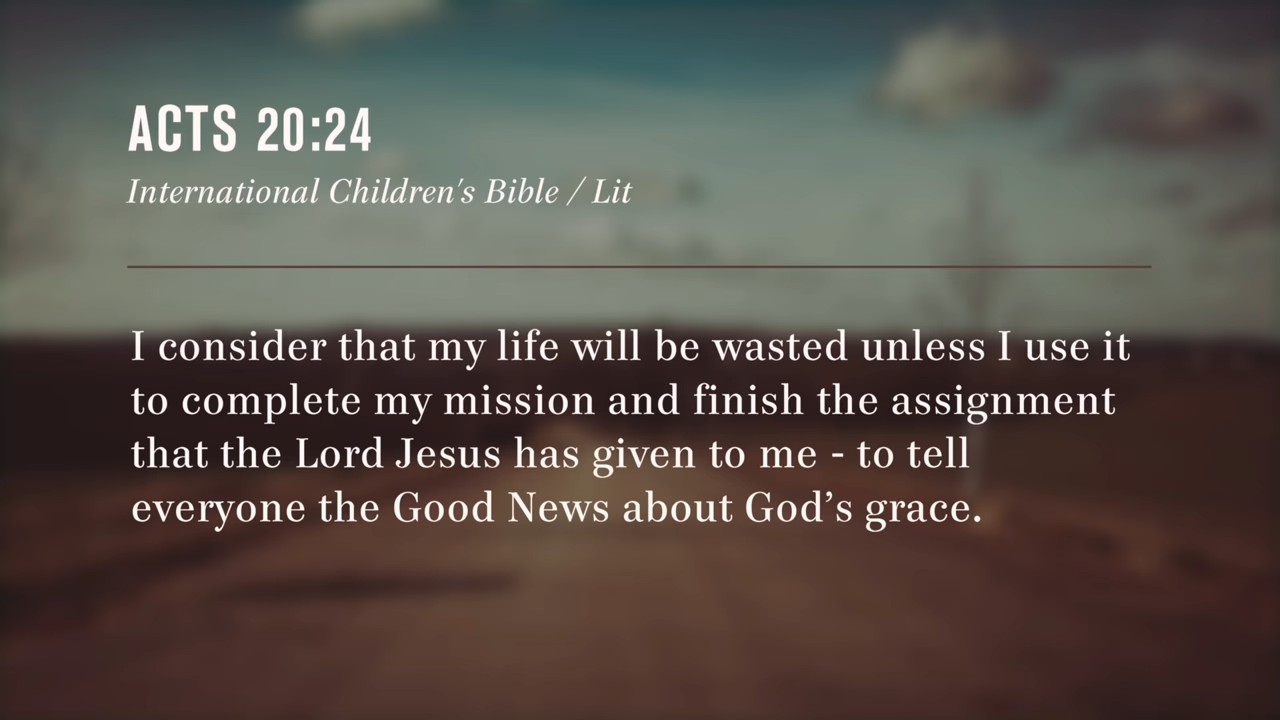 ACTS 20:24
International Children's Bible / Lit
I consider that my life will be wasted unless I use it
to complete my mission and finish the assignment
that the Lord Jesus has given to me - to tell
everyone the Good News about God’s grace.